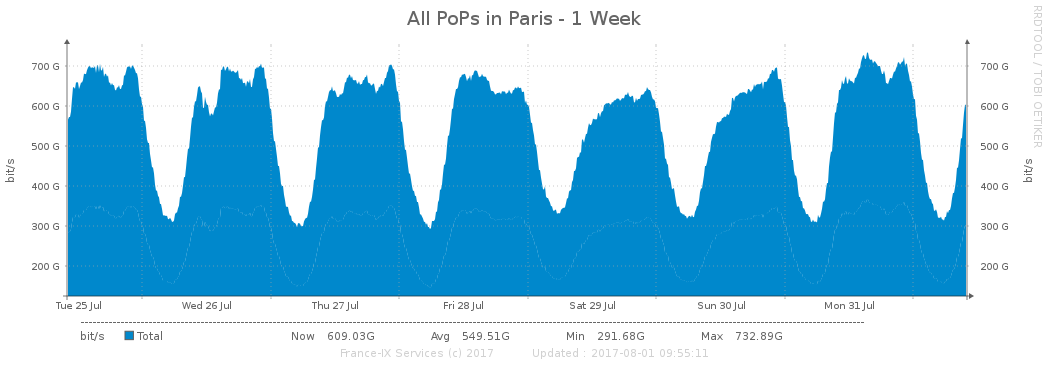 All PoPs in Paris - 1 Week
RRDTOOL / TOBI OETIKER
bit/s
bit/s
700 G 700 G
600 G 600 G
500 G 500 G
400 G 400 G
300 G 300 G
200 G 200 G
Tue 25 Jul Wed 26 Jul Thu 27 Jul Fri 28 Jul Sat 29 Jul Sun 30 Jul Mon 31 Jul
bit/s Total Now 609.03G Avg 549.51G Min 291.68G Max 732.89G
France-IX Services (c) 2017 Updated : 2017-08-01 09:55:11